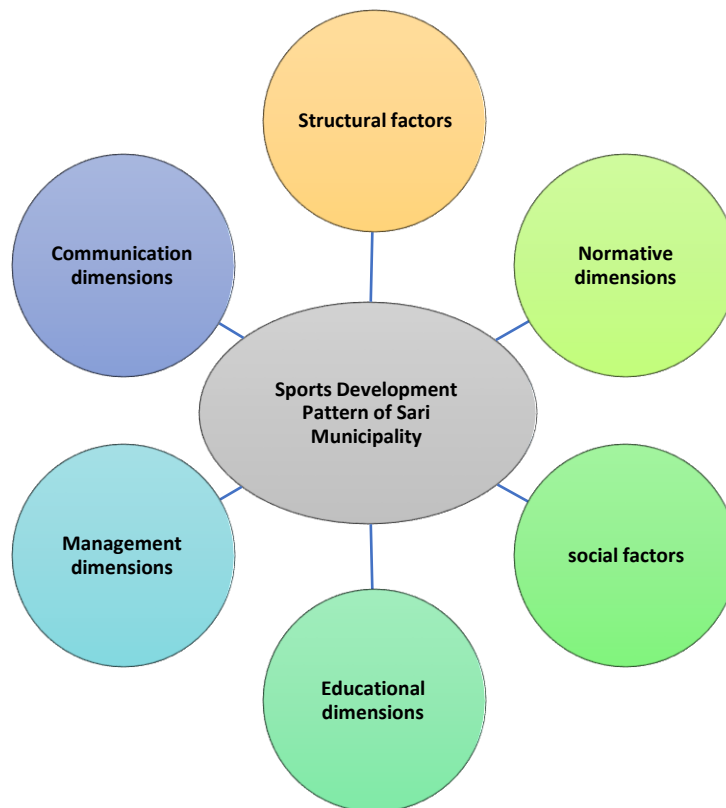 Structural factors
Communication
dimensions
Normative
dimensions
Sports Development
Pattern of Sari
Municipality
Management
dimensions
social factors
Educational
dimensions